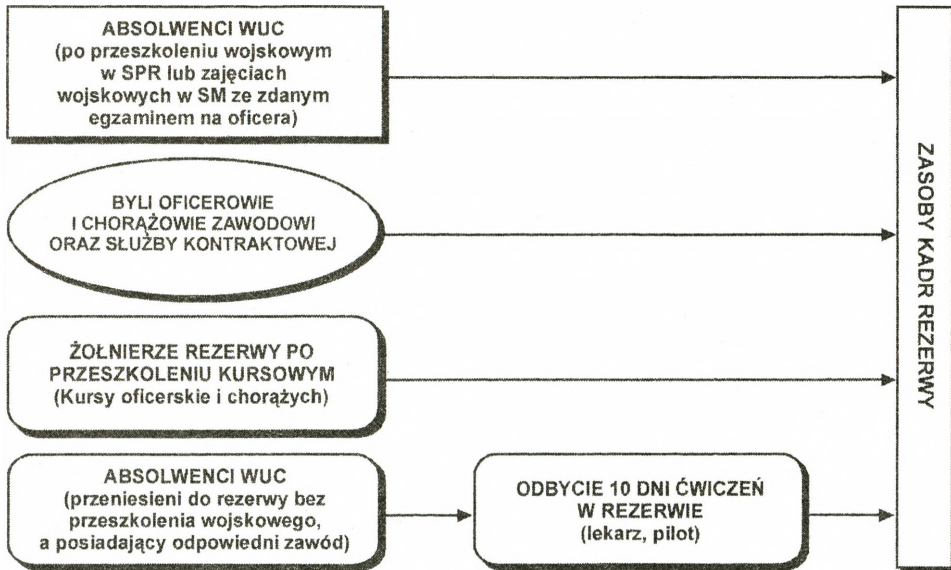 ABSOLWENCI WUC
(po przeszkoleniu wojskowym
w SPR lub zajęciach
wojskowych w SM ze zdanym
egzaminem na oficera)
BYLI OFICEROWIE
I CHORĄŻOWIE ZAWODOWI
ORAZ SŁUŻBY KONTRAKTOWEJ
ŻOŁNIERZE REZERWY PO
PRZESZKOLENIU KURSOWYM
(Kursy oficerskie i chorążych)
ABSOLWENCI WUC
(przeniesieni do rezerwy bez
przeszkolenia wojskowego,
a posiadający odpowiedni zawód)
ODBYCIE 10 DNI ĆWICZEŃ
W REZERWIE
(lekarz, pilot)
ZASOBY KADR REZERWY